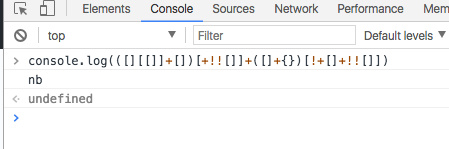 Elements Console Sources Network Performance Mem
top Filter Default levels
> console.log(([][[]]+[])[+!![]]+([]+{})[!+[]+!![]])
nb
undefined
>